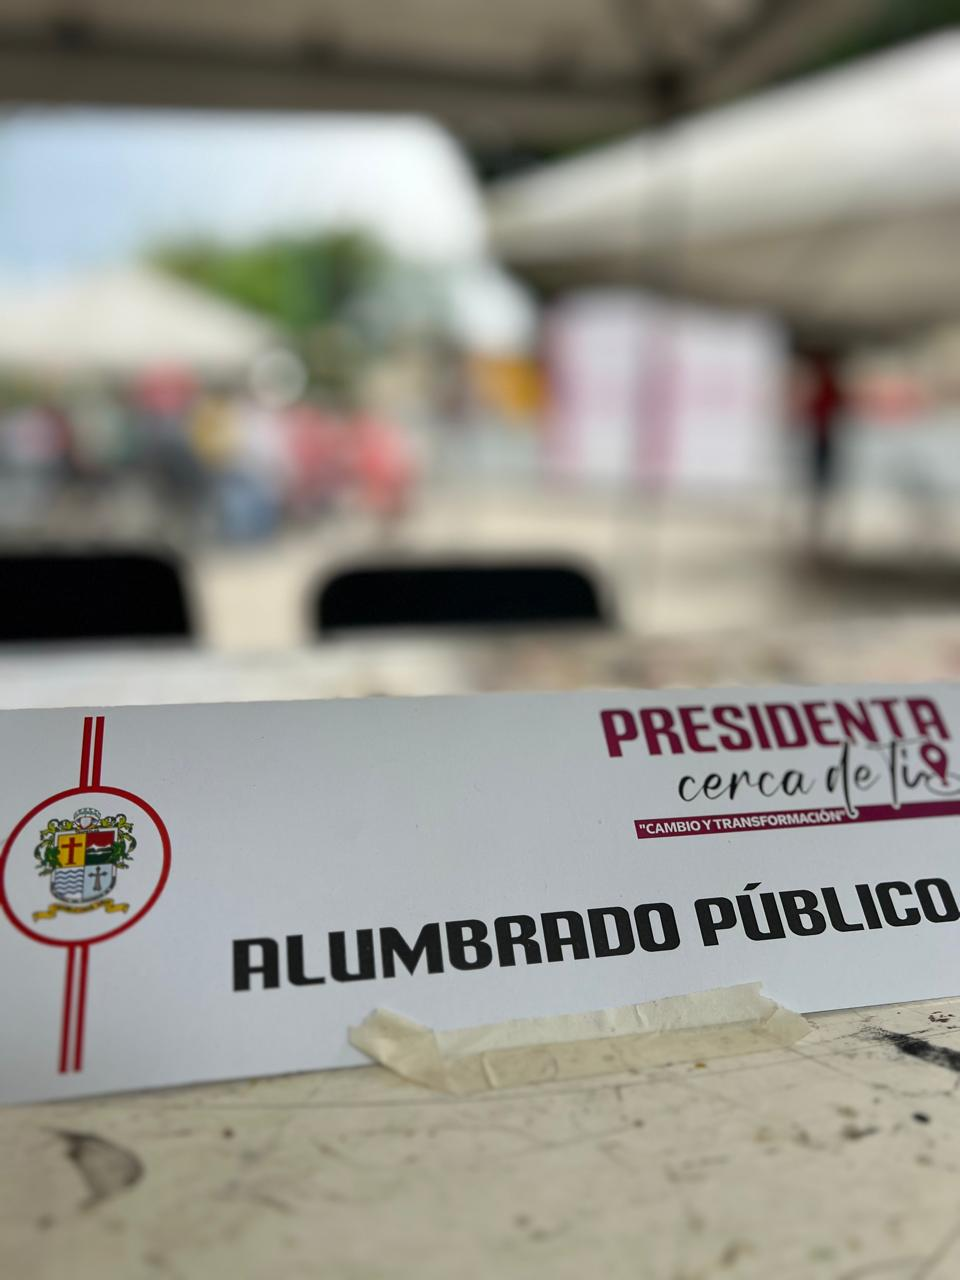 PRESIDENTA
cerca de Ti
"CAMBIO Y TRANSFORMACIÓN"
ALUMBRADO PÚBLICO